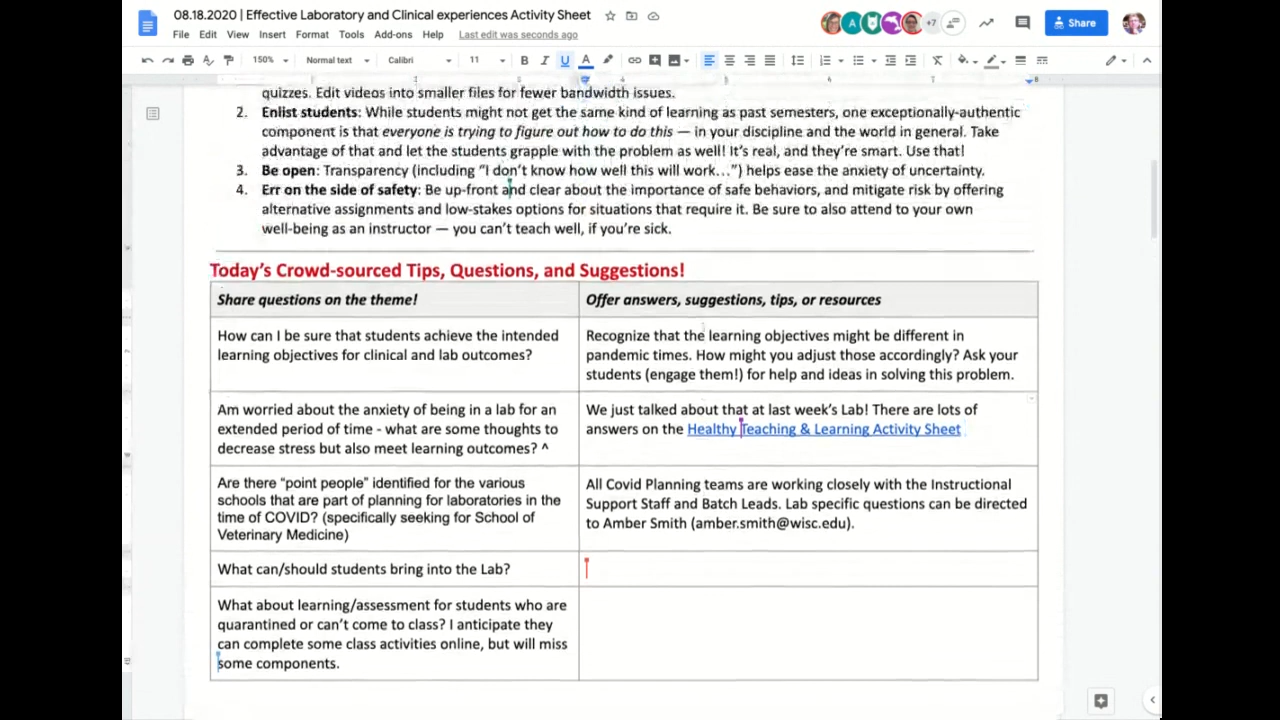 08.18.2020 | Effective Laboratory and Clinical experiences Activity Sheet
A
+7
Share
File Edit View Insert Format Tools Add-ons Help Last edit was seconds ago
150% Normal text Calibri 11 B I U A
1 2 3 4 5 6 7 8
quizzes. Edit videos into smaller files for fewer bandwidth issues.
2. Enlist students: While students might not get the same kind of learning as past semesters, one exceptionally-authentic
component is that everyone is trying to figure out how to do this — in your discipline and the world in general. Take
advantage of that and let the students grapple with the problem as well! It's real, and they're smart. Use that!
3. Be open: Transparency (including "I don't know how well this will work…") helps ease the anxiety of uncertainty.
4. Err on the side of safety: Be up-front and clear about the importance of safe behaviors, and mitigate risk by offering
alternative assignments and low-stakes options for situations that require it. Be sure to also attend to your own
well-being as an instructor — you can't teach well, if you're sick.
Today's Crowd-sourced Tips, Questions, and Suggestions!
Share questions on the theme!
Offer answers, suggestions, tips, or resources
How can I be sure that students achieve the intended
learning objectives for clinical and lab outcomes?
Recognize that the learning objectives might be different in
pandemic times. How might you adjust those accordingly? Ask your
students (engage them!) for help and ideas in solving this problem.
Am worried about the anxiety of being in a lab for an
extended period of time - what are some thoughts to
decrease stress but also meet learning outcomes? ^
We just talked about that at last week's Lab! There are lots of
answers on the Healthy Teaching & Learning Activity Sheet
Are there "point people" identified for the various
schools that are part of planning for laboratories in the
time of COVID? (specifically seeking for School of
Veterinary Medicine)
All Covid Planning teams are working closely with the Instructional
Support Staff and Batch Leads. Lab specific questions can be directed
to Amber Smith (amber.smith@wisc.edu).
What can/should students bring into the Lab?
What about learning/assessment for students who are
quarantined or can't come to class? I anticipate they
can complete some class activities online, but will miss
some components.